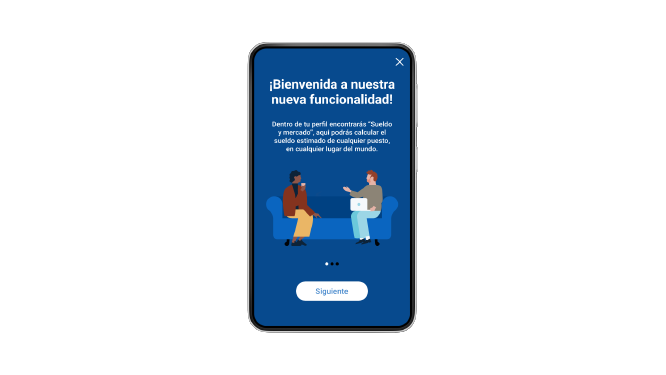 ¡Bienvenida a nuestra
nueva funcionalidad!
Dentro de tu perfil encontrarás “Sueldo
y mercado”, aquí podrás calcular el
sueldo estimado de cualquier puesto,
en cualquier lugar del mundo.
Siguiente